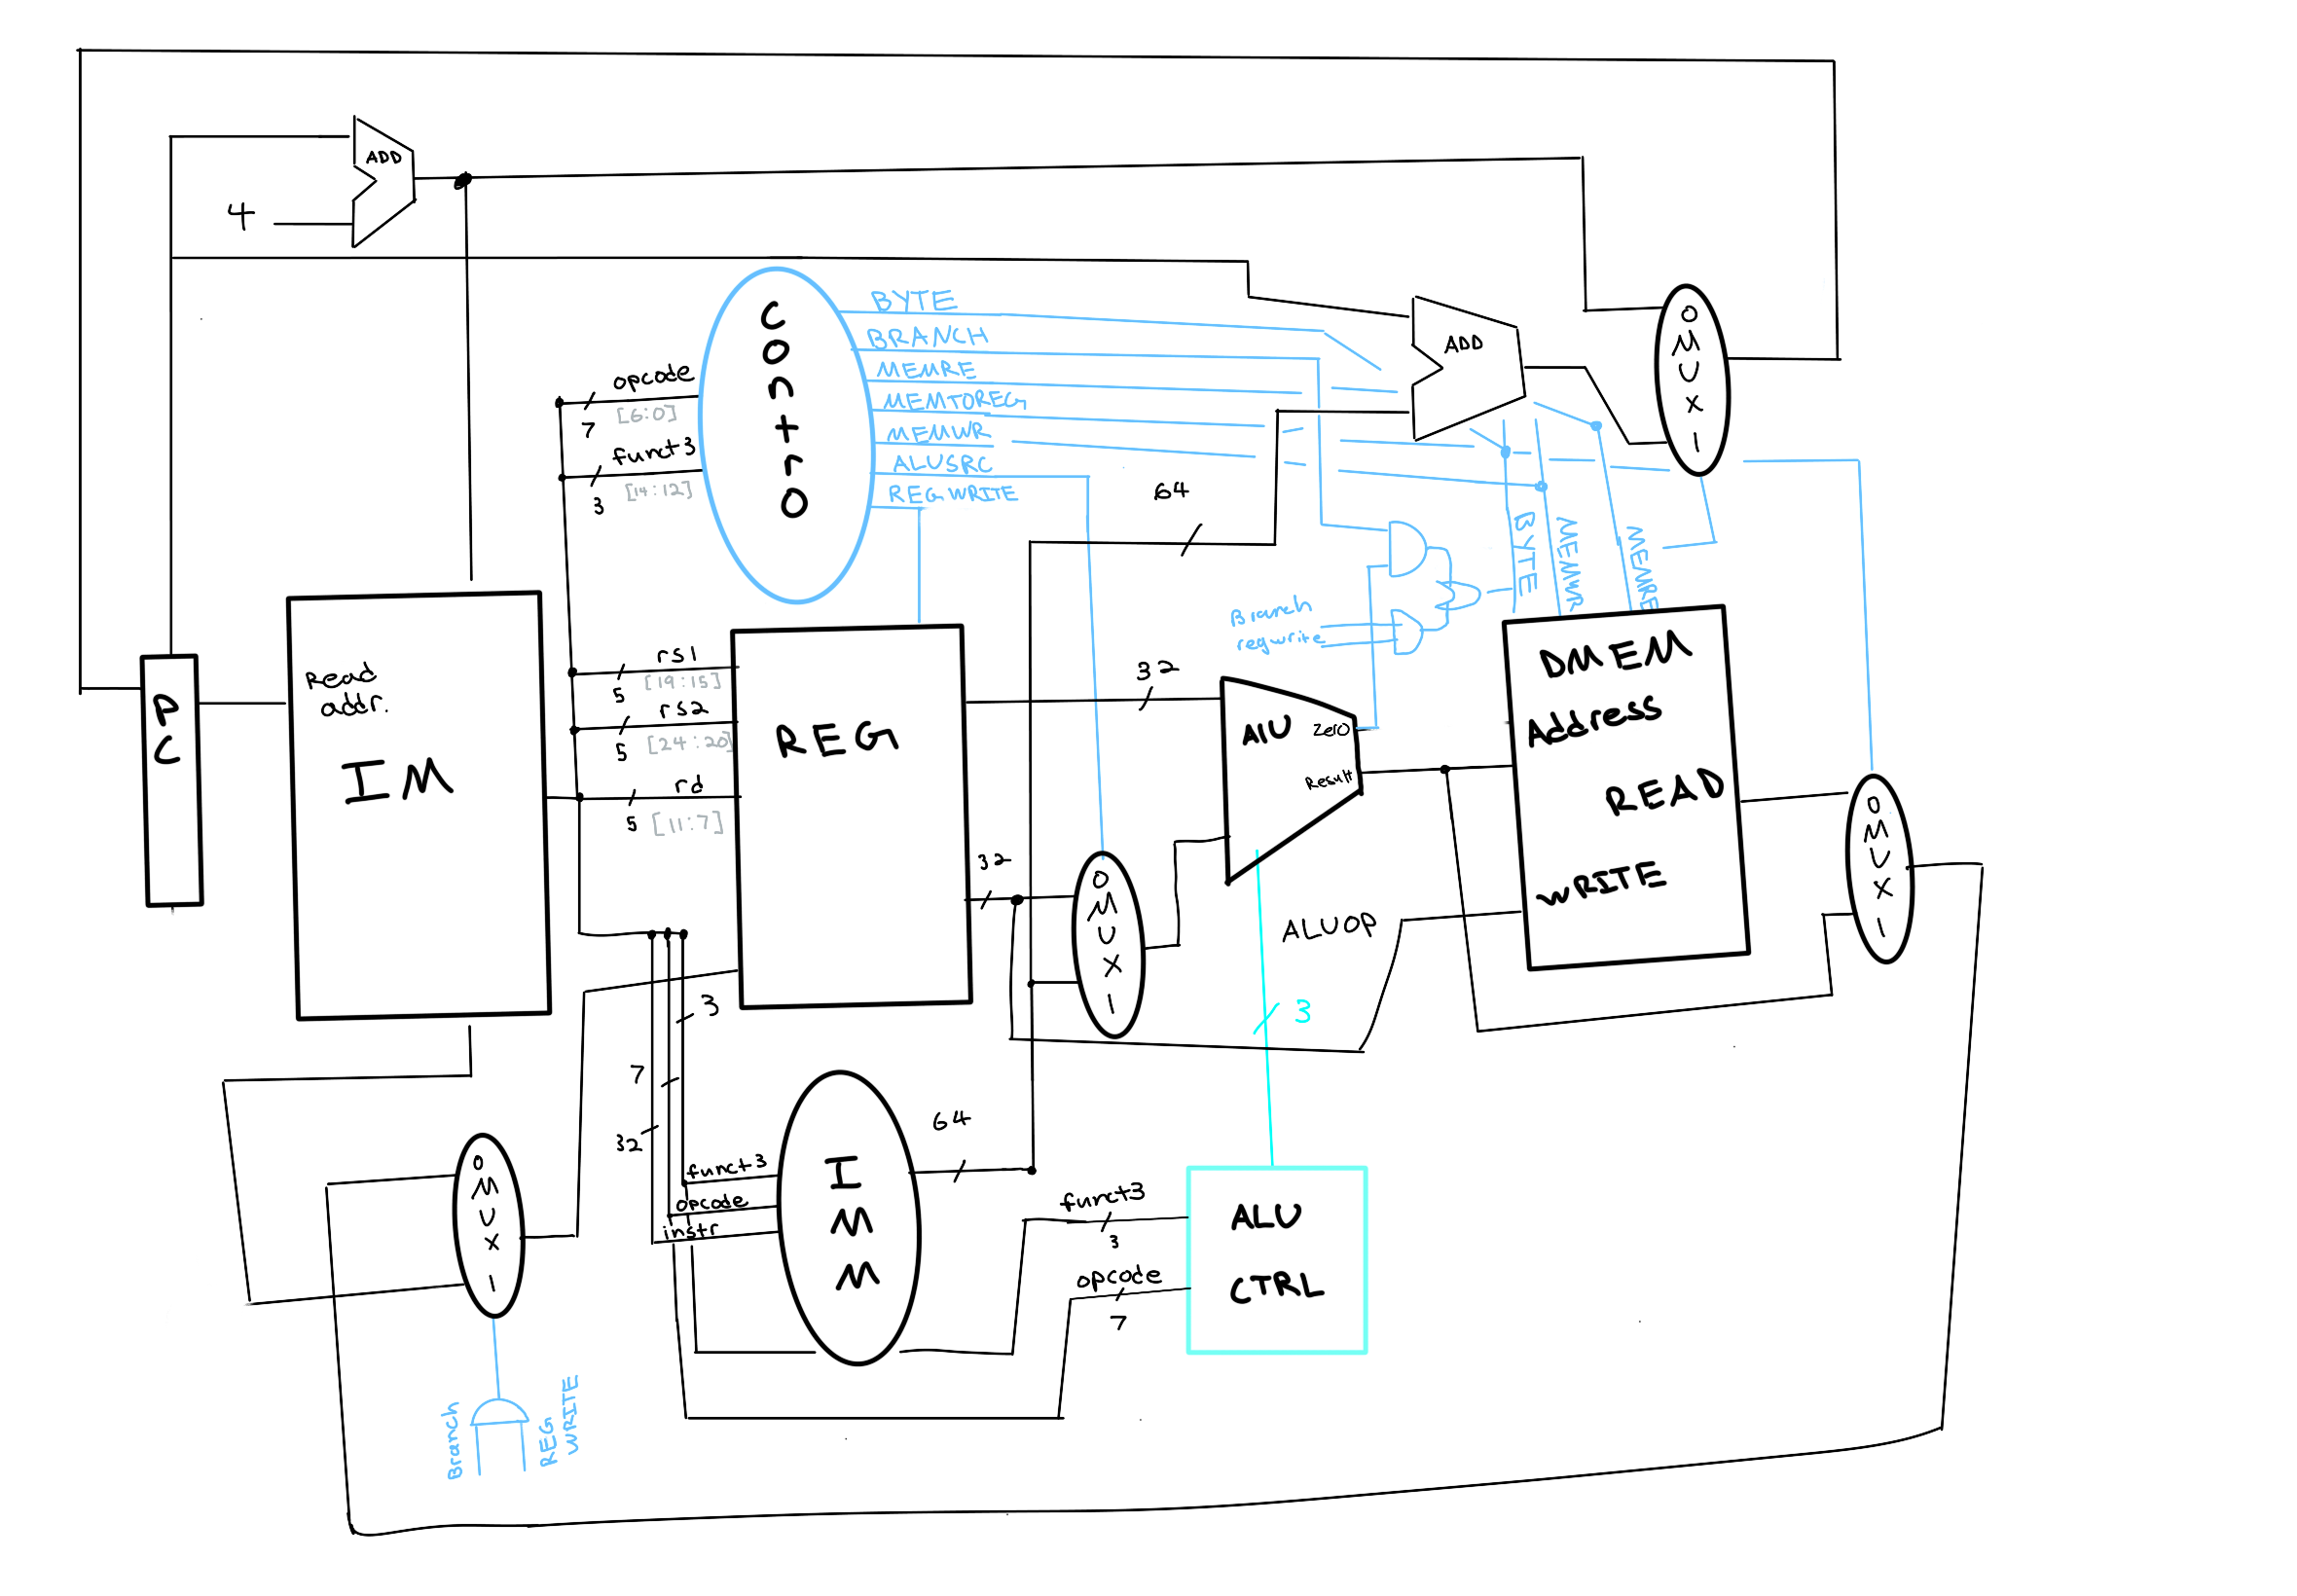 ADD
4
Contro
BYTE
BRANCH
MEMRE
MEMTOREG
MEMWR
ALUSRC
REGWRITE
opcode
7
[6:0]
funct3
3
[14:12]
ADD
0 MUX 1
64
BYTE
MEMWR
MEMRE
Branch
regwrite
PC
Read
addr.
IM
rs1
5
[19:15]
rs2
5
[24:20]
rd
5
[11:7]
REG
32
32
ALU
Zero
Result
0 MUX 1
ALUOP
3
DMEM
Address
READ
WRITE
0 MUX 1
3
7
32
funct3
opcode
instr
IMM
64
funct3
3
opcode
7
ALU
CTRL
0 MUX 1
Branch
REG
WRITE